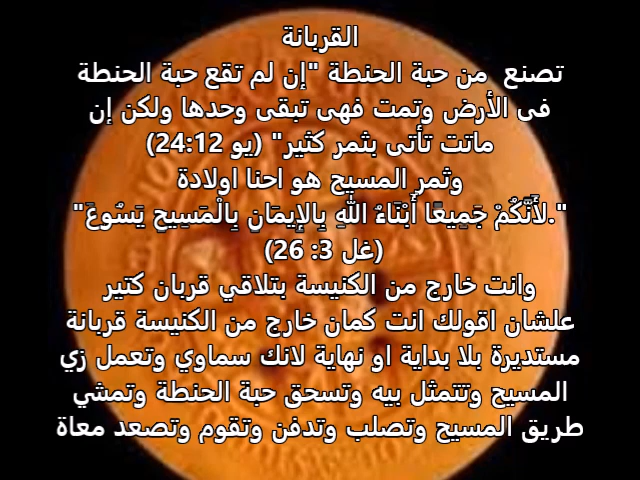 القربانة
تصنع من حبة الحنطة "إن لم تقع حبة الحنطة
فى الأرض وتمت فهى تبقى وحدها ولكن إن
ماتت تأتى بثمر كثير" (يو 24:12)
وثمر المسيح هو احنا اولادة
"لأَنَّكُمْ جَمِيعًا أَبْنَاءُ اللهِ بِالإِيمَانِ بِالْمَسِيحِ يَسُوعَ."
(غل 3: 26)
وانت خارج من الكنيسة بتلاقي قربان كتير
علشان اقولك انت كمان خارج من الكنيسة قربانة
مستديرة بلا بداية او نهاية لانك سماوي وتعمل زي
المسيح وتتمثل بيه وتسحق حبة الحنطة وتمشي
طريق المسيح وتصلب وتدفن وتقوم وتصعد معاة